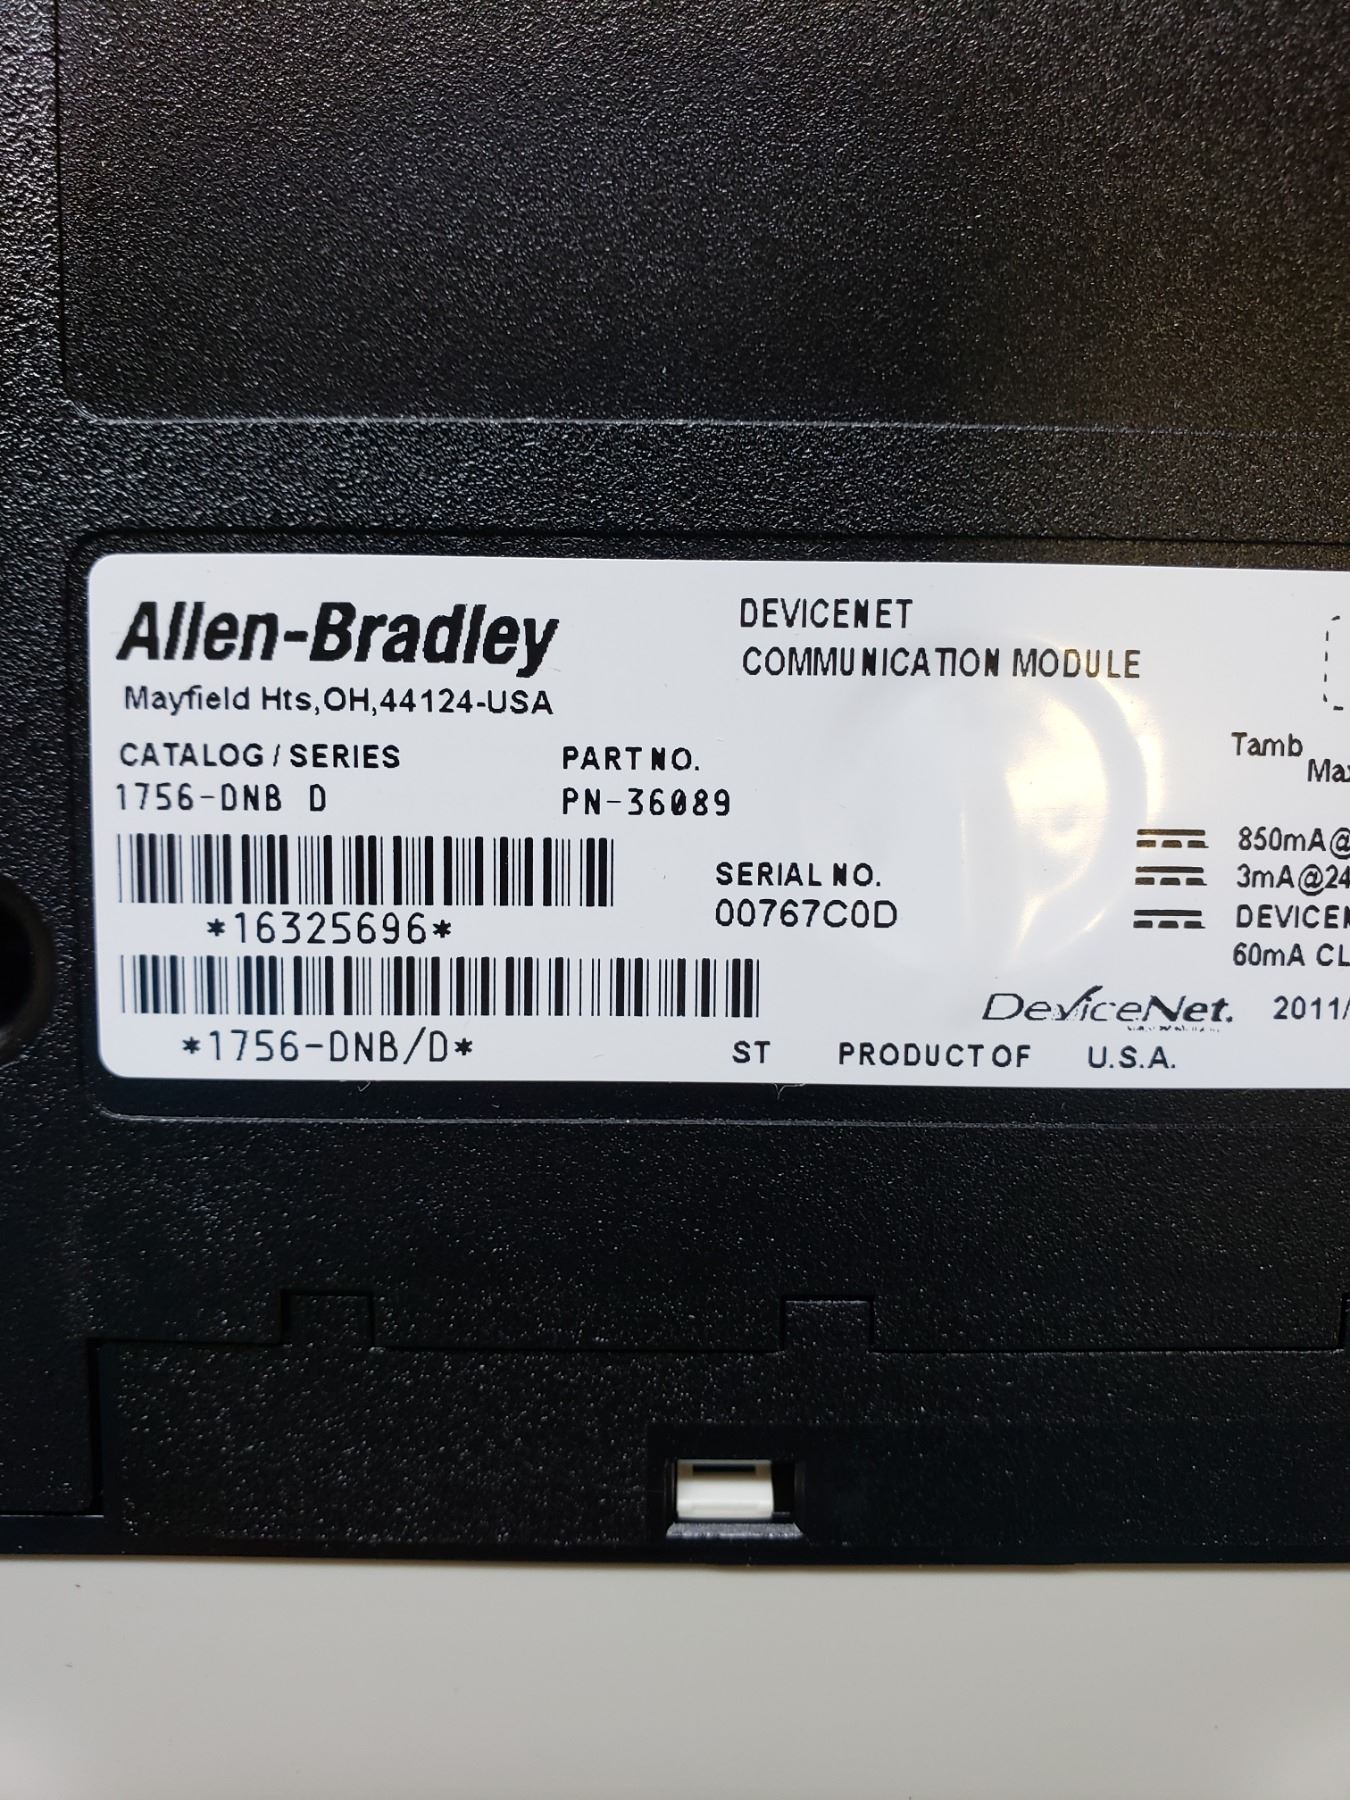 Allen-Bradley
Mayfield Hts,OH,44124-USA
DEVICENET
COMMUNICATION MODULE
CATALOG / SERIES
1756-DNB D
PART NO.
PN-36089
*16325696*
SERIAL NO.
00767C0D
*1756-DNB/D*
Tamb
850mA@
3mA@24
60mA
DeviceNet. 2011/
ST PRODUCT OF U.S.A.